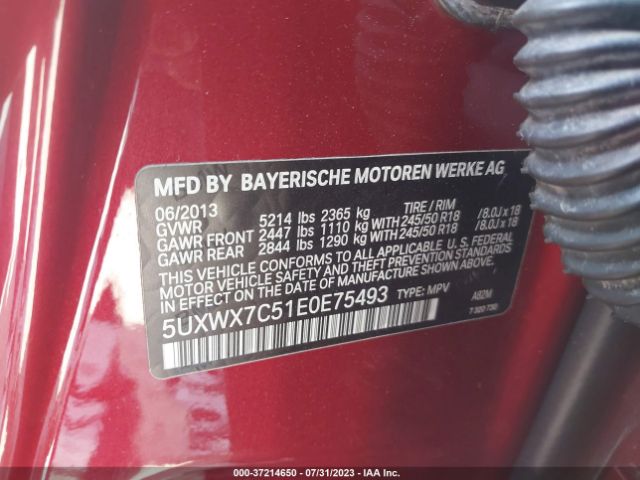 MFD BY BAYERISCHE MOTOREN WERKE AG
06/2013 TIRE / RIM
GVWR 5214 lbs 2365 kg
GAWR FRONT 2447 lbs 1110 kg WITH 245/50 R18 / 8.0J x 18
GAWR REAR 2844 lbs 1290 kg WITH 245/50 R18 / 8.0J x 18
THIS VEHICLE CONFORMS TO ALL APPLICABLE U. S. FEDERAL
MOTOR VEHICLE SAFETY AND THEFT PREVENTION STANDARDS
IN EFFECT ON THE DATE OF MANUFACTURE SHOWN ABOVE.
5UXWX7C51E0E75493 TYPE: MPV A82M
7 320 730
000-37214650 - 07/31/2023 - IAA Inc.